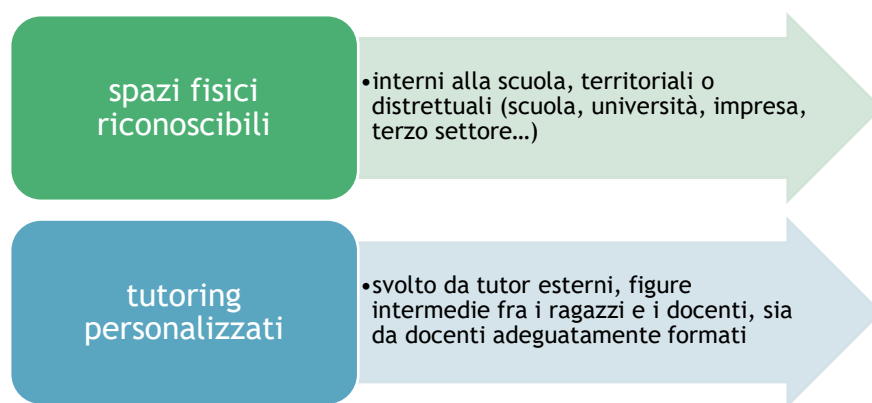 spazi fisici
riconoscibili
•interni alla scuola, territoriali o
distrettuali (scuola, università, impresa,
terzo settore…)
tutoring
personalizzati
•svolto da tutor esterni, figure
intermedie fra i ragazzi e i docenti, sia
da docenti adeguatamente formati